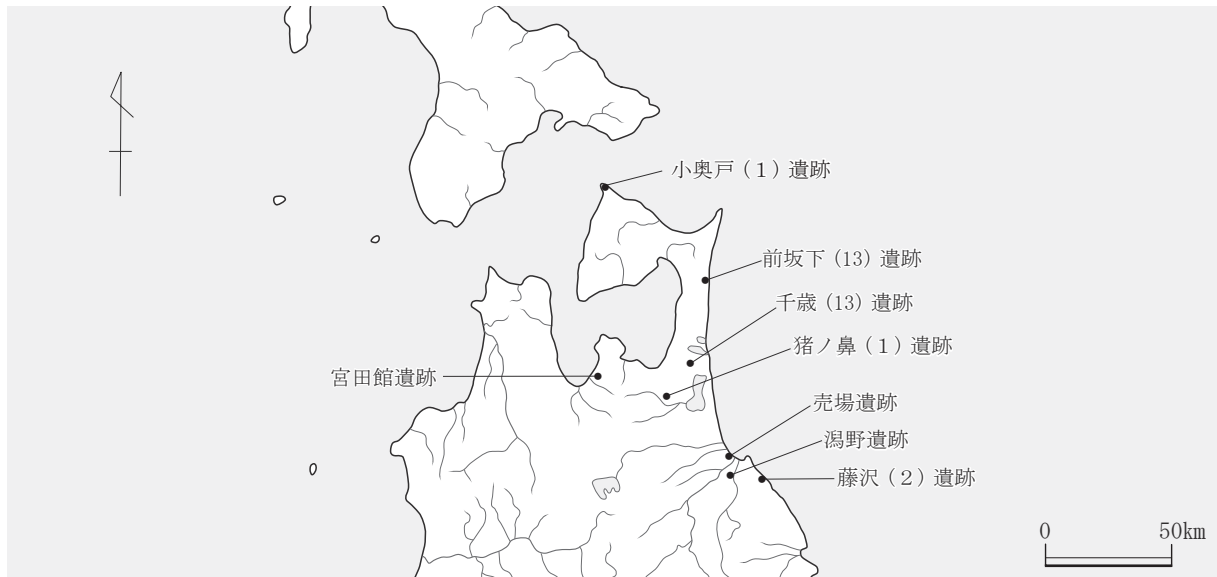 小奥戸（１）遺跡
前坂下 (13) 遺跡
千歳 (13) 遺跡
猪ノ鼻（１）遺跡
宮田館遺跡
売場遺跡
潟野遺跡
藤沢（２）遺跡
0 50km